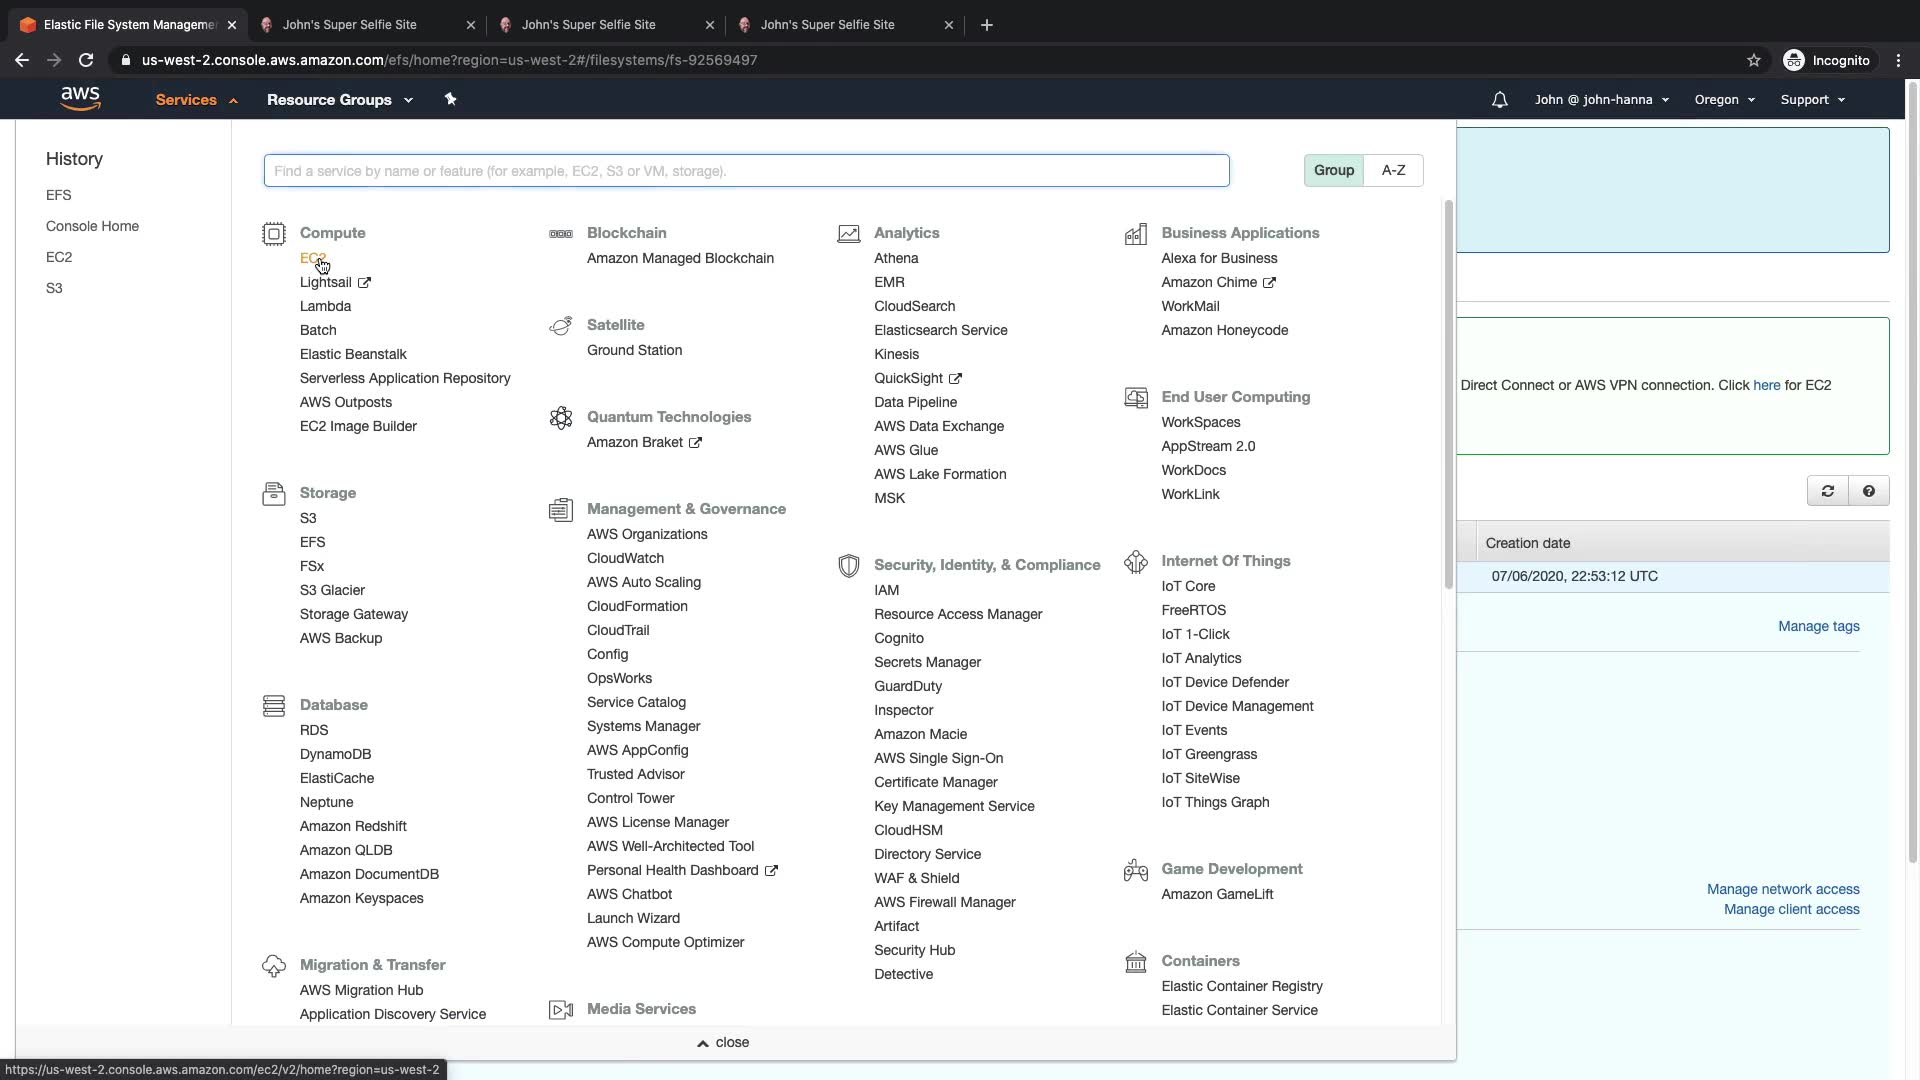 Elastic File System Manageme
John's Super Selfie Site
John's Super Selfie Site
John's Super Selfie Site
us-west-2.console.aws.amazon.com/efs/home?region=us-west-2#/filesystems/fs-92569497
Incognito
aws
Services
Resource Groups
John @ john-hanna
Oregon
Support
History
EFS
Console Home
EC2
S3
Find a service by name or feature (for example, EC2, S3 or VM, storage).
Group
A-Z
Compute
EC2
Lightsail
Lambda
Batch
Elastic Beanstalk
Serverless Application Repository
AWS Outposts
EC2 Image Builder
Storage
S3
EFS
FSx
S3 Glacier
Storage Gateway
AWS Backup
Database
RDS
DynamoDB
ElastiCache
Neptune
Amazon Redshift
Amazon QLDB
Amazon DocumentDB
Amazon Keyspaces
Migration & Transfer
AWS Migration Hub
Application Discovery Service
Blockchain
Amazon Managed Blockchain
Satellite
Ground Station
Quantum Technologies
Amazon Braket
Management & Governance
AWS Organizations
CloudWatch
AWS Auto Scaling
CloudFormation
CloudTrail
Config
OpsWorks
Service Catalog
Systems Manager
AWS AppConfig
Trusted Advisor
Control Tower
AWS License Manager
AWS Well-Architected Tool
Personal Health Dashboard
AWS Chatbot
Launch Wizard
AWS Compute Optimizer
Media Services
Analytics
Athena
EMR
CloudSearch
Elasticsearch Service
Kinesis
QuickSight
Data Pipeline
AWS Data Exchange
AWS Glue
AWS Lake Formation
MSK
Security, Identity, & Compliance
IAM
Resource Access Manager
Cognito
Secrets Manager
GuardDuty
Inspector
Amazon Macie
AWS Single Sign-On
Certificate Manager
Key Management Service
CloudHSM
Directory Service
WAF & Shield
AWS Firewall Manager
Artifact
Security Hub
Detective
Business Applications
Alexa for Business
Amazon Chime
WorkMail
Amazon Honeycode
End User Computing
WorkSpaces
AppStream 2.0
WorkDocs
WorkLink
Internet Of Things
IoT Core
FreeRTOS
IoT 1-Click
IoT Analytics
IoT Device Defender
IoT Device Management
IoT Events
IoT Greengrass
IoT SiteWise
IoT Things Graph
Game Development
Amazon GameLift
Containers
Elastic Container Registry
Elastic Container Service
close
Direct Connect or AWS VPN connection. Click here for EC2
Creation date
07/06/2020, 22:53:12 UTC
Manage tags
Manage network access
Manage client access
https://us-west-2.console.aws.amazon.com/ec2/v2/home?region=us-west-2